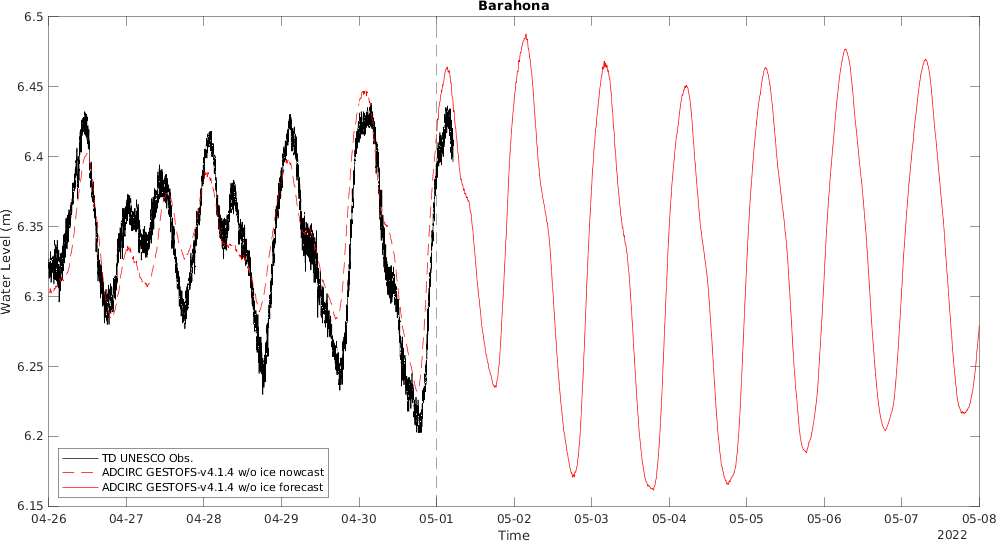 Barahona
6.5
6.45
6.4
6.35
6.3
6.25
6.2
6.15
Water Level (m)
TD UNESCO Obs.
ADCIRC GESTOFS-v4.1.4 w/o ice nowcast
ADCIRC GESTOFS-v4.1.4 w/o ice forecast
04-26 04-27 04-28 04-29 04-30 05-01 05-02 05-03 05-04 05-05 05-06 05-07 05-08
Time
2022